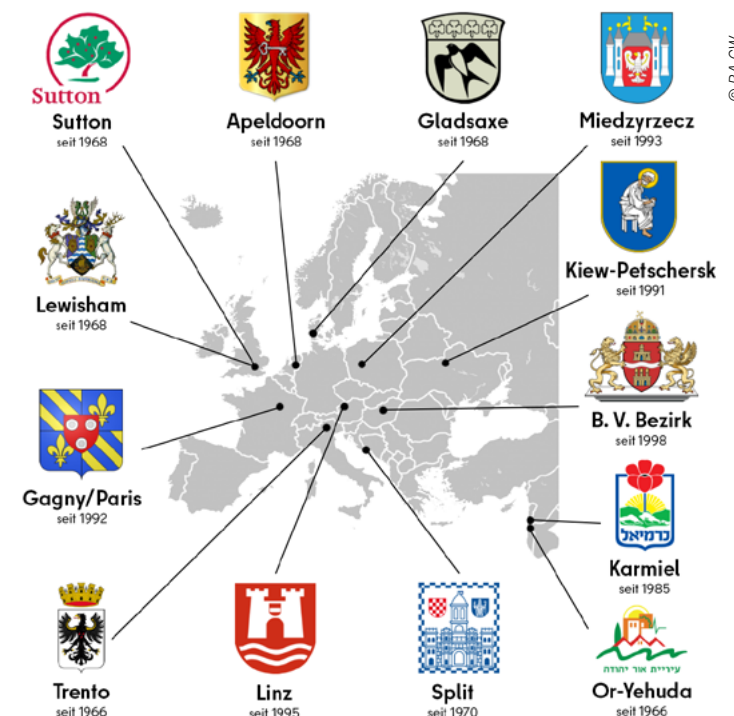 Sutton
Sutton
seit 1968
Apeldoorn
seit 1968
Gladsaxe
seit 1968
Miedzyrzecz
seit 1993
Kiew-Petschersk
seit 1991
Lewisham
seit 1968
B. V. Bezirk
seit 1998
Gagny/Paris
seit 1992
כרמיאל
Karmiel
seit 1985
Trento
seit 1966
Linz
seit 1995
Split
seit 1970
עיריית אור יהודה
Or-Yehuda
seit 1966